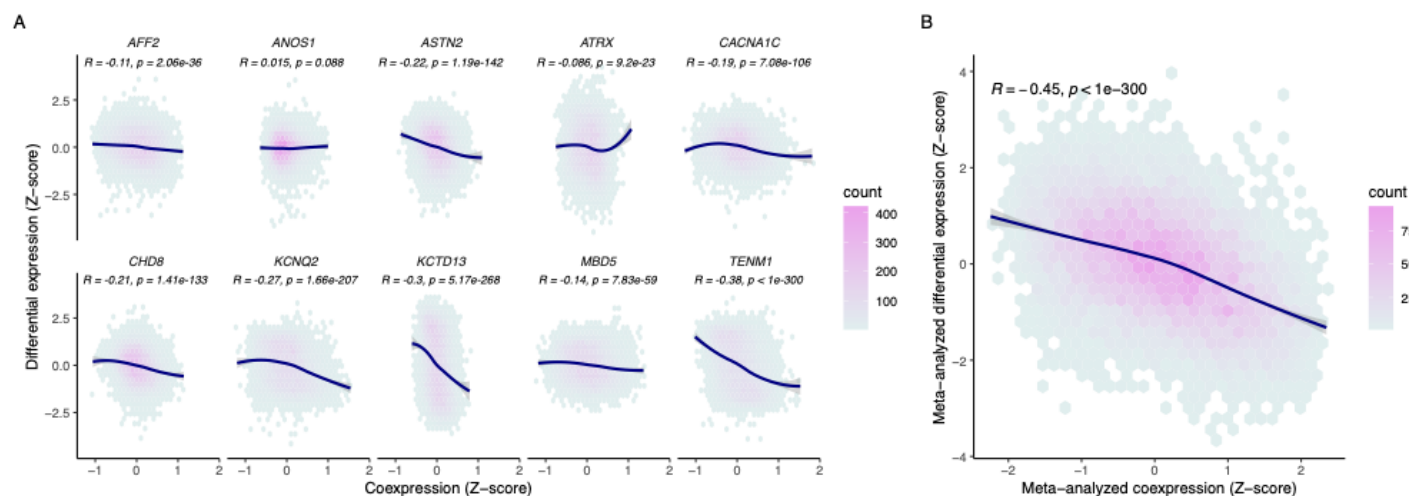 A
AFF2
R = -0.11, p = 2.06e-36
ANOS1
R = 0.015, p = 0.088
ASTN2
R = -0.22, p = 1.19e-142
ATRX
R = -0.086, p = 9.2e-23
CACNA1C
R = -0.19, p = 7.08e-106
2.5
0.0
−2.5
CHD8
R = -0.21, p = 1.41e-133
KCNQ2
R = -0.27, p = 1.66e-207
KCTD13
R = -0.3, p = 5.17e-268
MBD5
R = -0.14, p = 7.83e-59
TENM1
R = -0.38, p < 1e-300
2.5
0.0
−2.5
−1 0 1 2 −1 0 1 2 −1 0 1 2 −1 0 1 2 −1 0 1 2
Differential expression (Z−score)
Coexpression (Z−score)
count
400
300
200
100
B
R = − 0.45, p < 1e−300
4
2
0
−2
−4
−2 −1 0 1 2
Meta−analyzed differential expression (Z−score)
Meta−analyzed coexpression (Z−score)
count
7
5
2